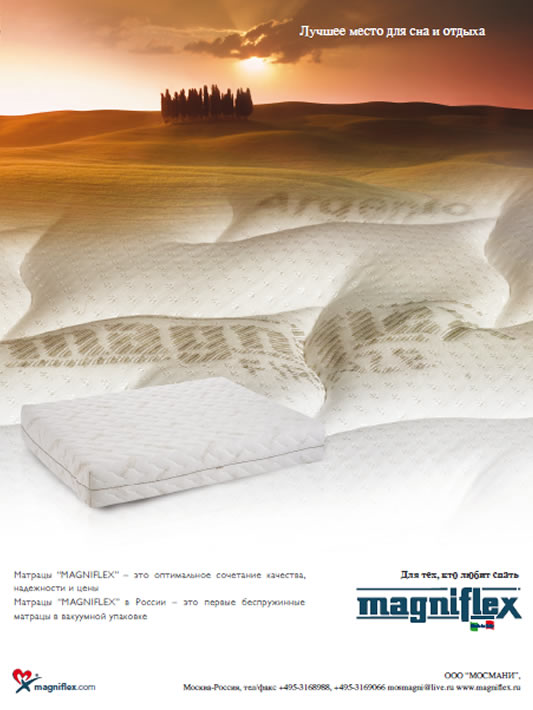 Лучшее место для сна и отдыха
Arganno
magniflex
Матрацы "MAGNIFLEX" – это оптимальное сочетание качества,
надежности и цены
Матрацы "MAGNIFLEX" в России – это первые беспружинные
матрацы в вакуумной упаковке
Для тех, кто любит спать
magniflex
magniflex.com
ООО "МОСМАНИ",
Москва-Россия, тел/факс +495-3168988, +495-3169066 mosmagni@live.ru www.magniflex.ru